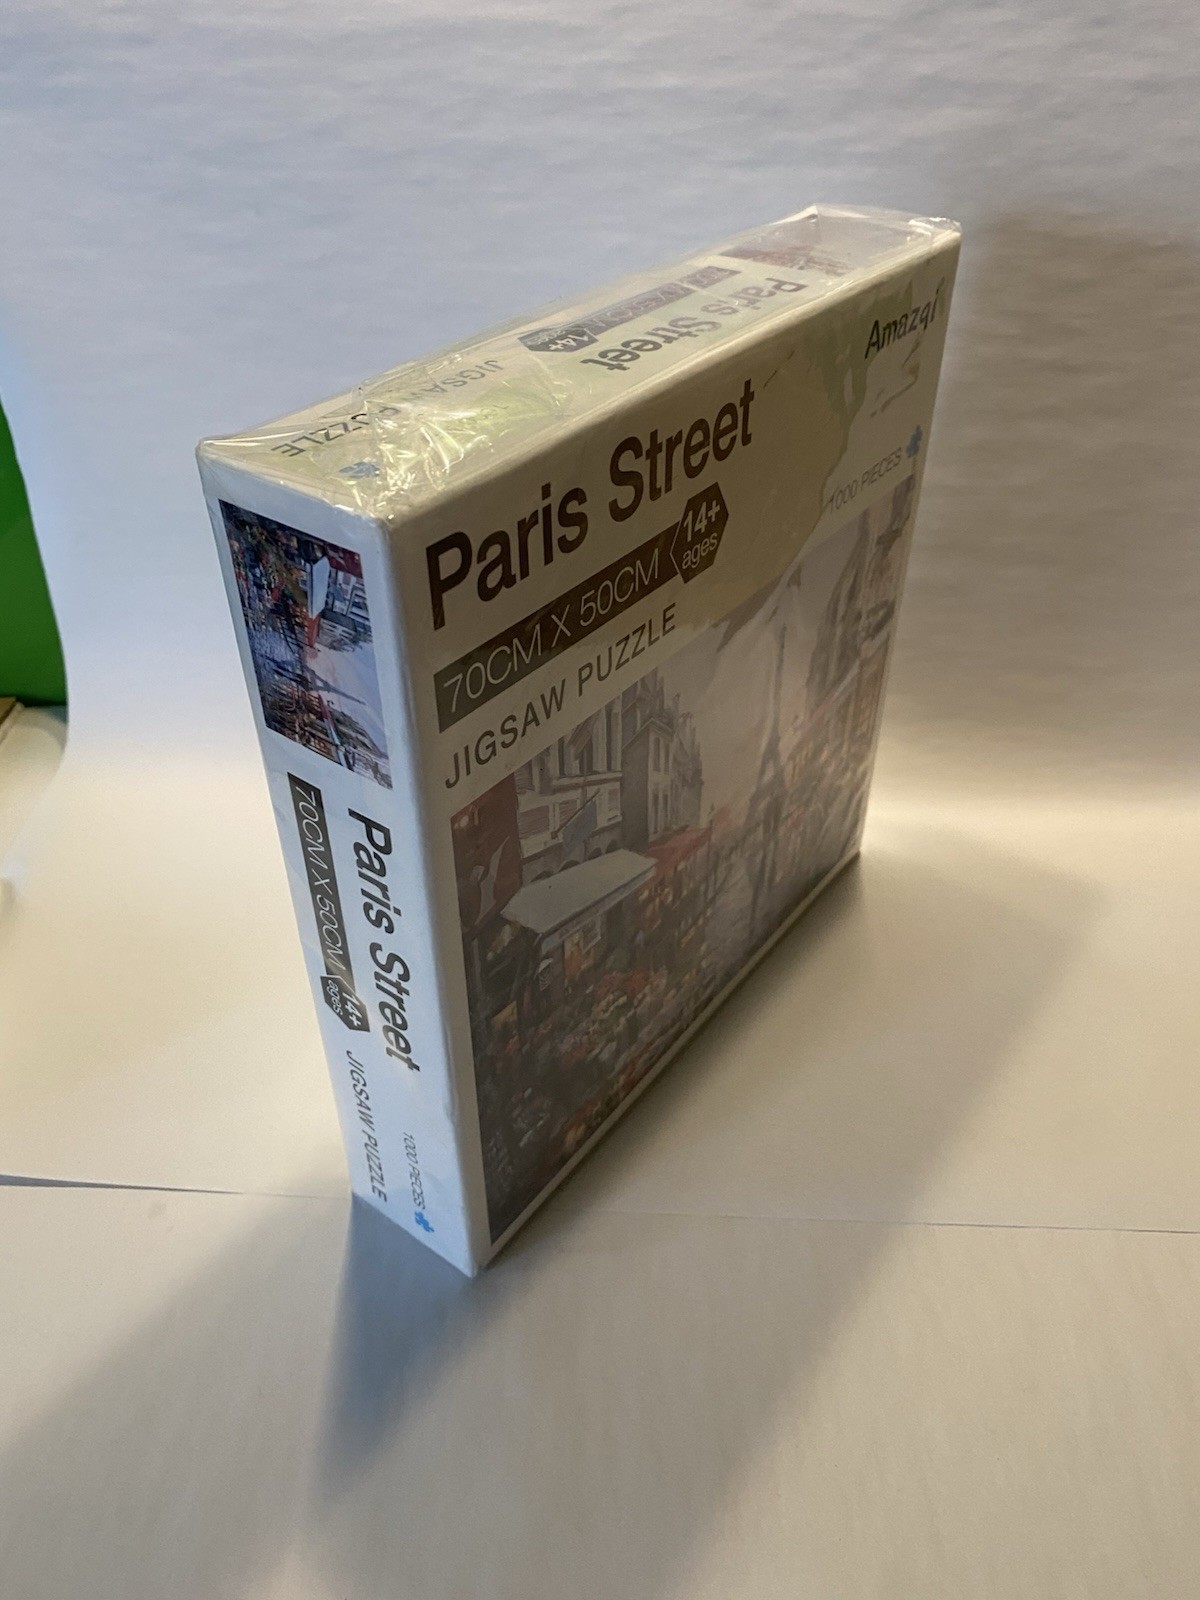 Paris Street
70CM X 50CM
14+
ages
JIGSAW PUZZLE
Amazqi
1000 PIECES
Paris Street
14+
JIGSAW PUZZLE
Paris Street
70CM X 50CM
14+
ages
JIGSAW PUZZLE
1000 PIECES